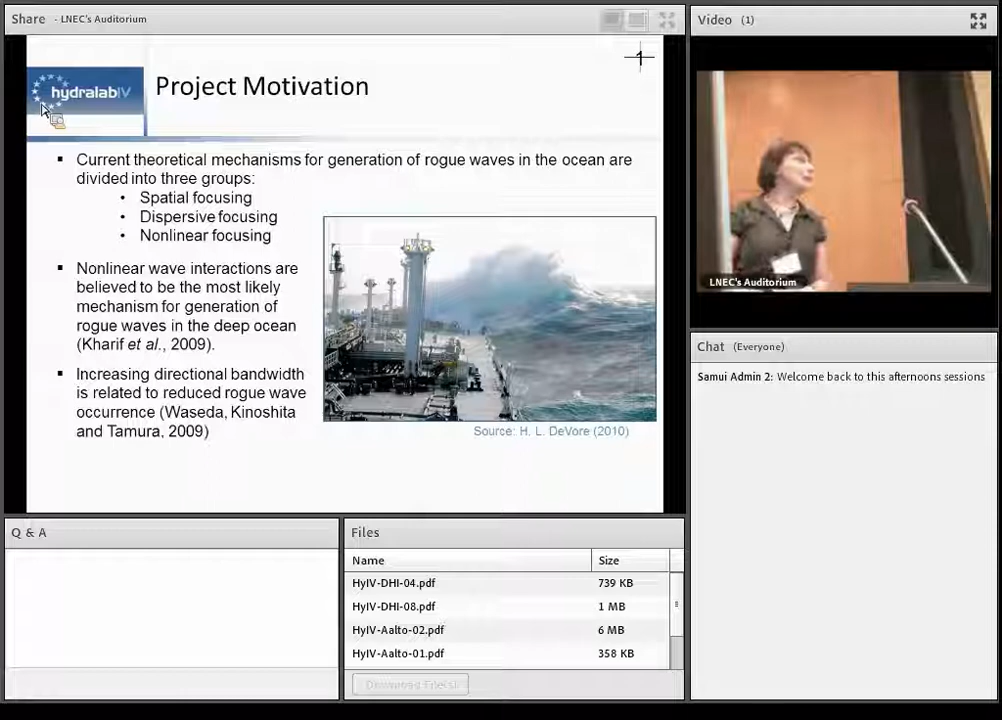 Share - LNEC's Auditorium
hydralabIV
Project Motivation
Current theoretical mechanisms for generation of rogue waves in the ocean are
divided into three groups:
Spatial focusing
Dispersive focusing
Nonlinear focusing
Nonlinear wave interactions are
believed to be the most likely
mechanism for generation of
rogue waves in the deep ocean
(Kharif et al., 2009).
Increasing directional bandwidth
is related to reduced rogue wave
occurrence (Waseda, Kinoshita
and Tamura, 2009)
Source: H. L. DeVore (2010)
Video (1)
LNEC's Auditorium
Chat (Everyone)
Samui Admin 2: Welcome back to this afternoons sessions
Q & A
Files
Name Size
HyIV-DHI-04.pdf 739 KB
HyIV-DHI-08.pdf 1 MB
HyIV-Aalto-02.pdf 6 MB
HyIV-Aalto-01.pdf 358 KB
Download File(s)